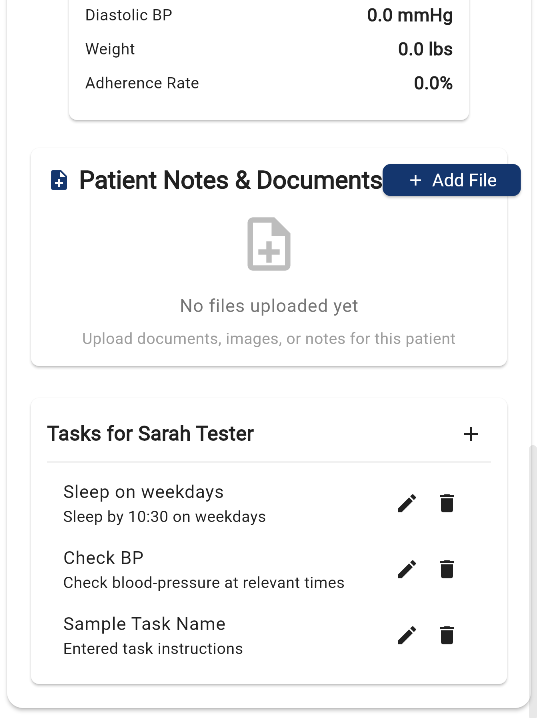 Diastolic BP 0.0 mmHg
Weight 0.0 lbs
Adherence Rate 0.0%
Patient Notes & Documents + Add File
No files uploaded yet
Upload documents, images, or notes for this patient
Tasks for Sarah Tester +
Sleep on weekdays
Sleep by 10:30 on weekdays
Check BP
Check blood-pressure at relevant times
Sample Task Name
Entered task instructions